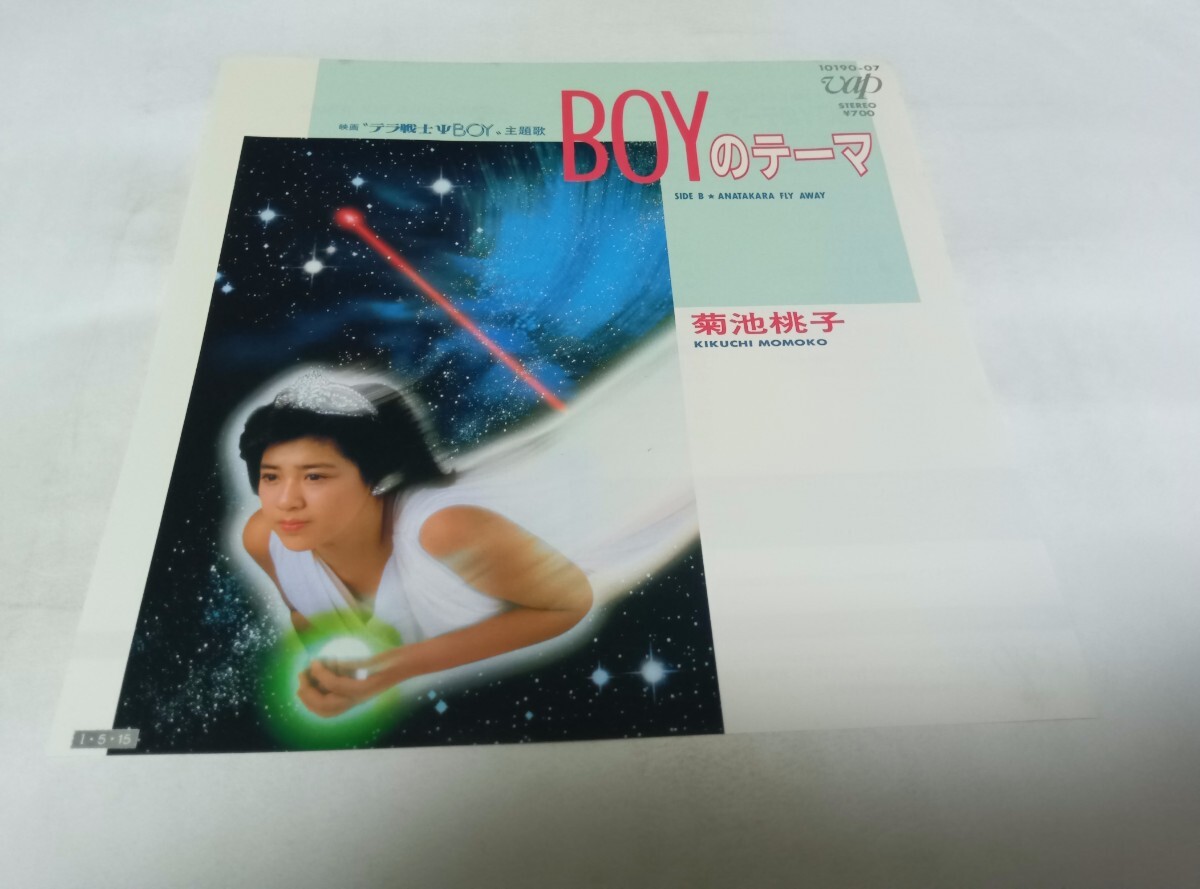 10190-07
vap
STEREO
¥700
映画“テラ戦士ΨBOY”主題歌
BOYのテーマ
SIDE B ★ ANATAKARA FLY AWAY
菊池桃子
KIKUCHI MOMOKO
1・5・15